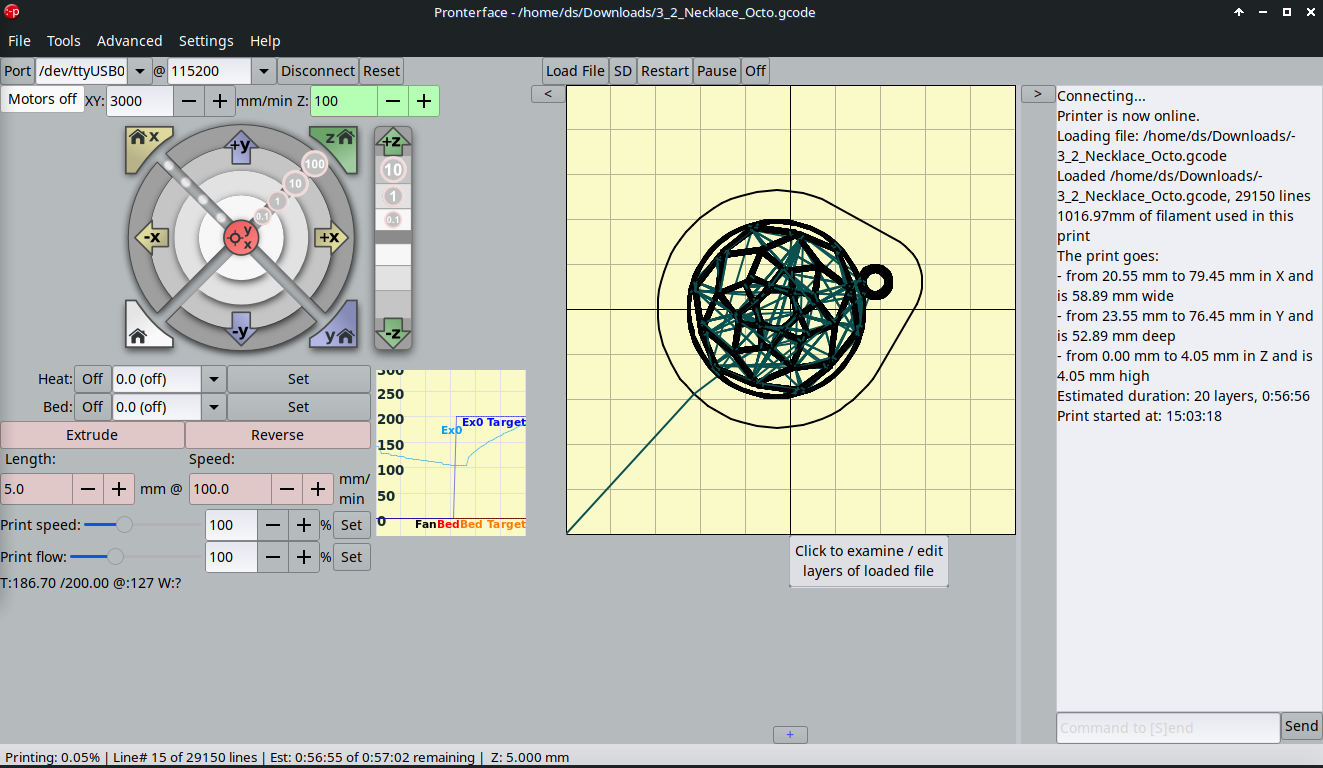 Pronterface - /home/ds/Downloads/3_2_Necklace_Octo.gcode
File Tools Advanced Settings Help
Port /dev/ttyUSB0 @ 115200 Disconnect Reset Load File SD Restart Pause Off
Motors off XY: 3000 mm/min Z: 100
< >
x +y z
100
10
1
0.1
-x y x +x
-y y
+z
10
1
0.1
-z
Heat: Off 0.0 (off) Set
Bed: Off 0.0 (off) Set
Extrude Reverse
Length: Speed:
5.0 mm @ 100.0 mm/
min
Print speed: 100 % Set
Print flow: 100 % Set
T:186.70 /200.00 @:127 W:?
300
250
200
150
100
50
0
Ex0 Target
Ex0
Fan Bed Bed Target
Click to examine / edit
layers of loaded file
+
Connecting...
Printer is now online.
Loading file: /home/ds/Downloads/-
3_2_Necklace_Octo.gcode
Loaded /home/ds/Downloads/-
3_2_Necklace_Octo.gcode, 29150 lines
1016.97mm of filament used in this
print
The print goes:
- from 20.55 mm to 79.45 mm in X and
is 58.89 mm wide
- from 23.55 mm to 76.45 mm in Y and
is 52.89 mm deep
- from 0.00 mm to 4.05 mm in Z and is
4.05 mm high
Estimated duration: 20 layers, 0:56:56
Print started at: 15:03:18
Command to [S]end Send
Printing: 0.05% | Line# 15 of 29150 lines | Est: 0:56:55 of 0:57:02 remaining | Z: 5.000 mm